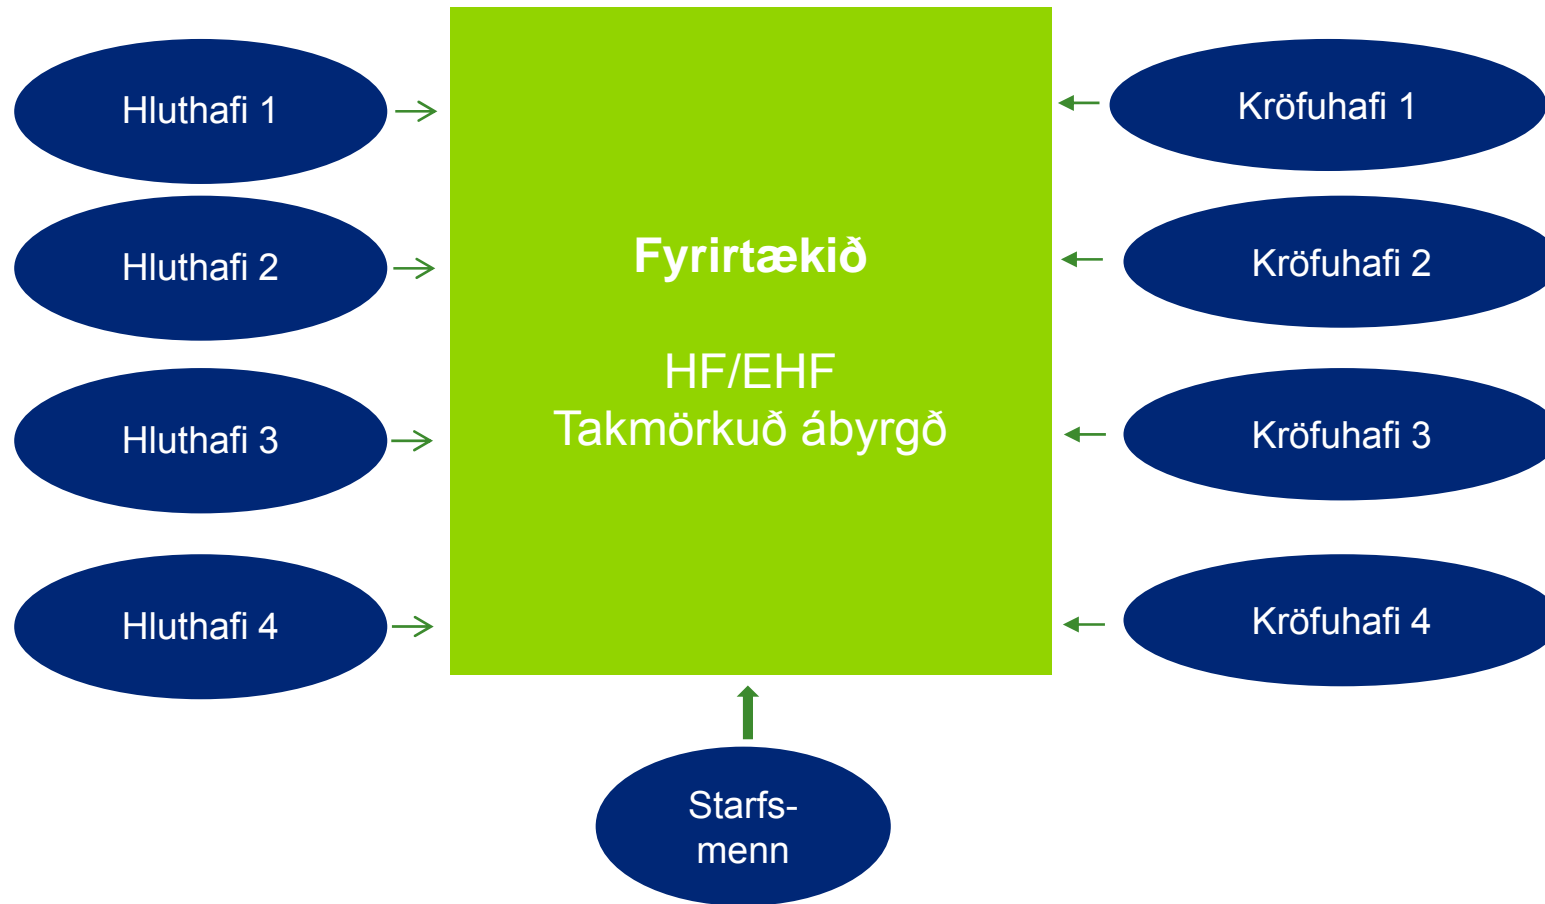 Hluthafi 1
Hluthafi 2
Hluthafi 3
Hluthafi 4
Fyrirtækið
HF/EHF
Takmörkuð ábyrgð
Kröfuhafi 1
Kröfuhafi 2
Kröfuhafi 3
Kröfuhafi 4
Starfs-
menn